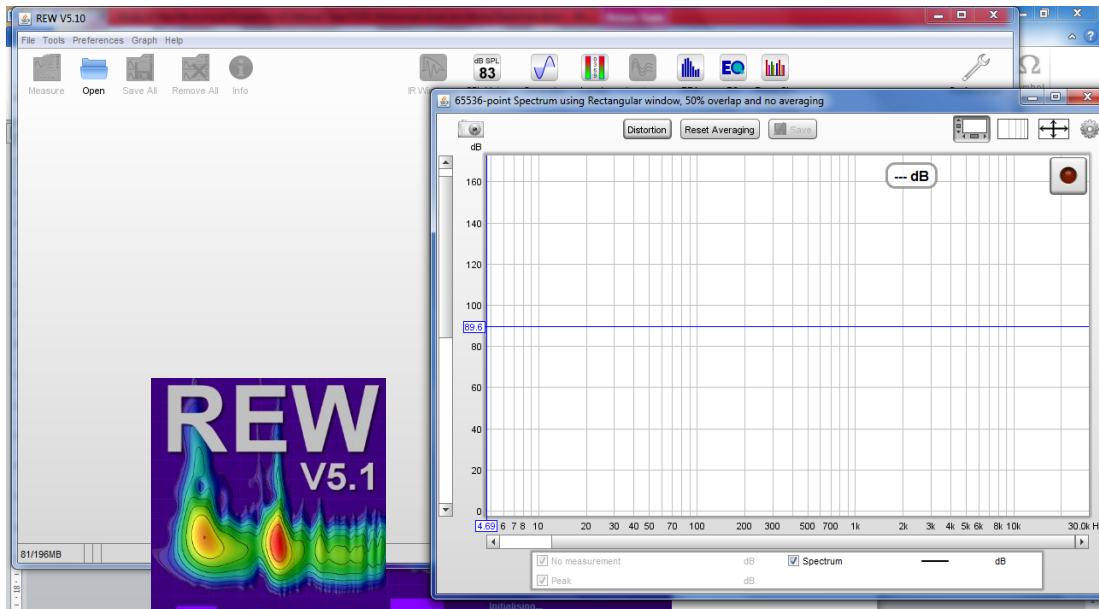 REW V5.10
File Tools Preferences Graph Help
Measure Open Save All Remove All Info
dB SPL
83
65536-point Spectrum using Rectangular window, 50% overlap and no averaging
Distortion Reset Averaging Save
dB
--- dB
160
140
120
100
89.6
80
60
40
20
0
4.69 6 7 8 10 20 30 40 50 70 100 200 300 500 700 1k 2k 3k 4k 5k 6k 8k 10k 30.0k H
No measurement dB Spectrum dB
Peak dB
REW
V5.1
81/196MB
Initialising...
18